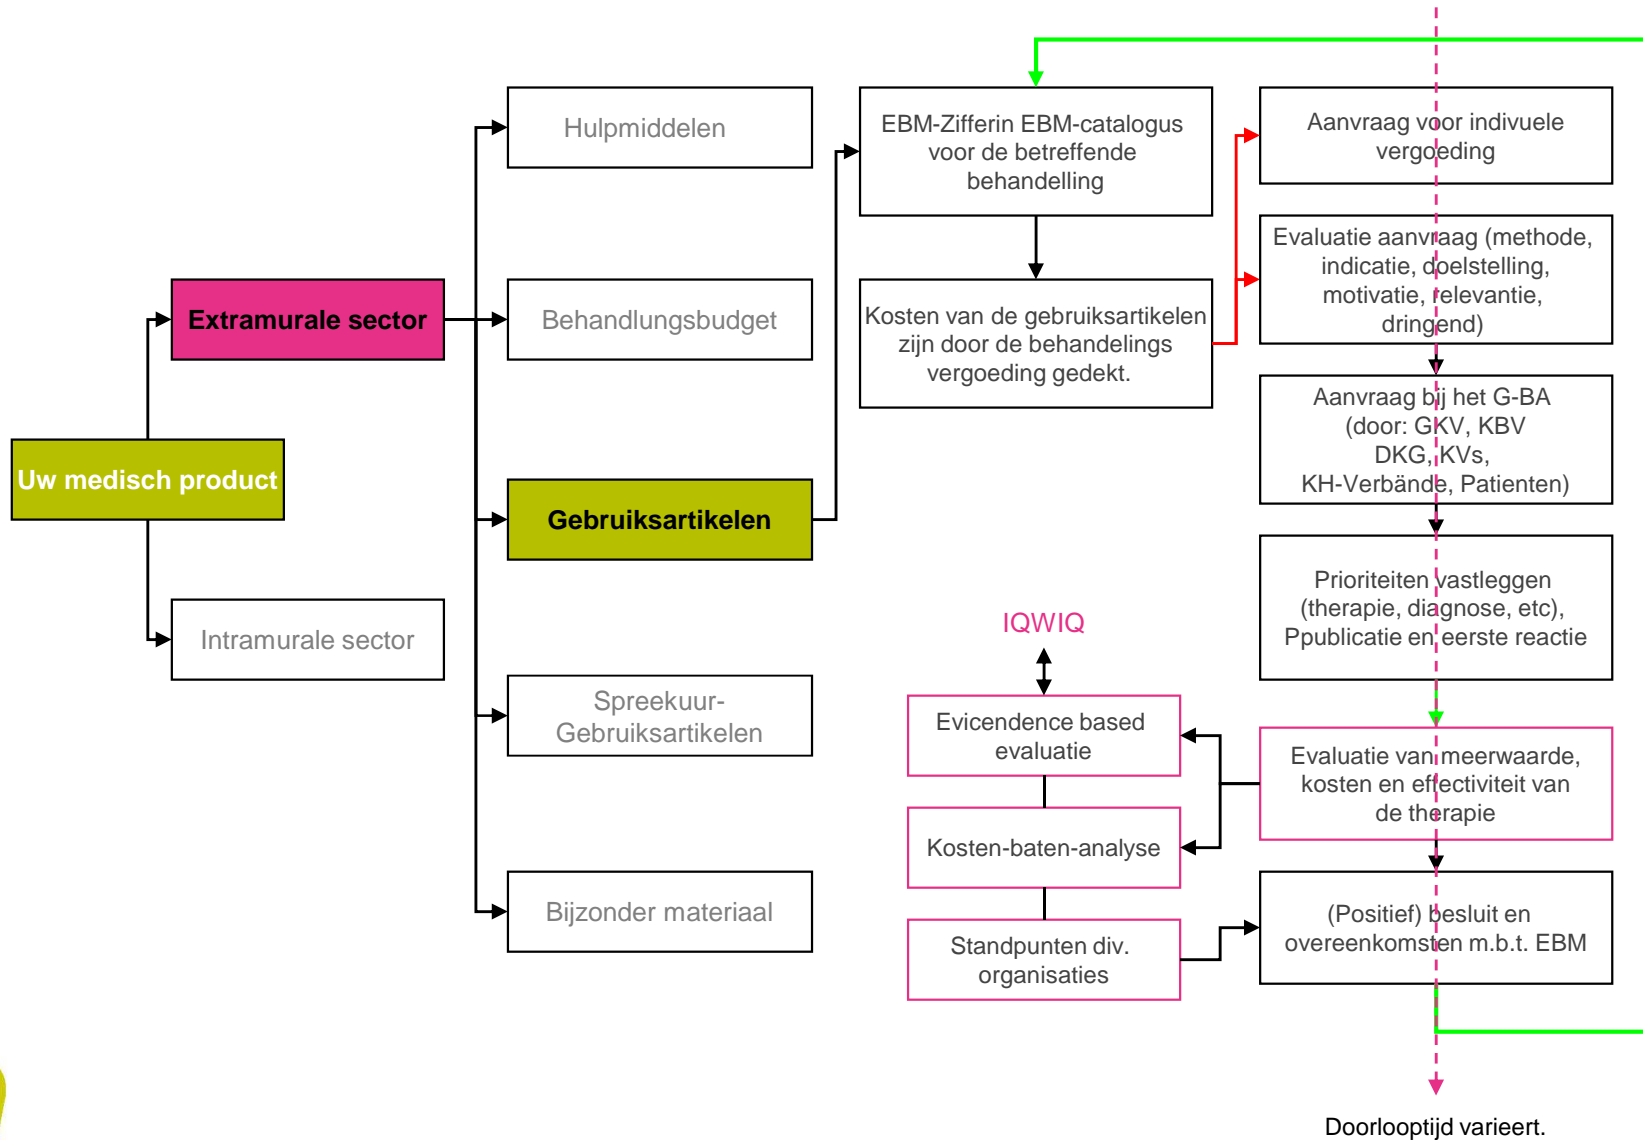 Uw medisch product
Extramurale sector
Intramurale sector
Hulpmiddelen
Behandlungsbudget
Gebruiksartikelen
Spreekuur-
Gebruiksartikelen
Bijzonder materiaal
EBM-Zifferin EBM-catalogus
voor de betreffende
behandelling
Kosten van de gebruiksartikelen
zijn door de behandelings
vergoeding gedekt.
IQWIQ
Evicendence based
evaluatie
Kosten-baten-analyse
Standpunten div.
organisaties
Aanvraag voor indivuele
vergoeding
Evaluatie aanvraag (methode,
indicatie, doelstelling,
motivatie, relevantie,
dringend)
Aanvraag bij het G-BA
(door: GKV, KBV
DKG, KVs,
KH-Verbände, Patienten)
Prioriteiten vastleggen
(therapie, diagnose, etc),
Ppublicatie en eerste reactie
Evaluatie van meerwaarde,
kosten en effectiviteit van
de therapie
(Positief) besluit en
overeenkomsten m.b.t. EBM
Doorlooptijd varieert.